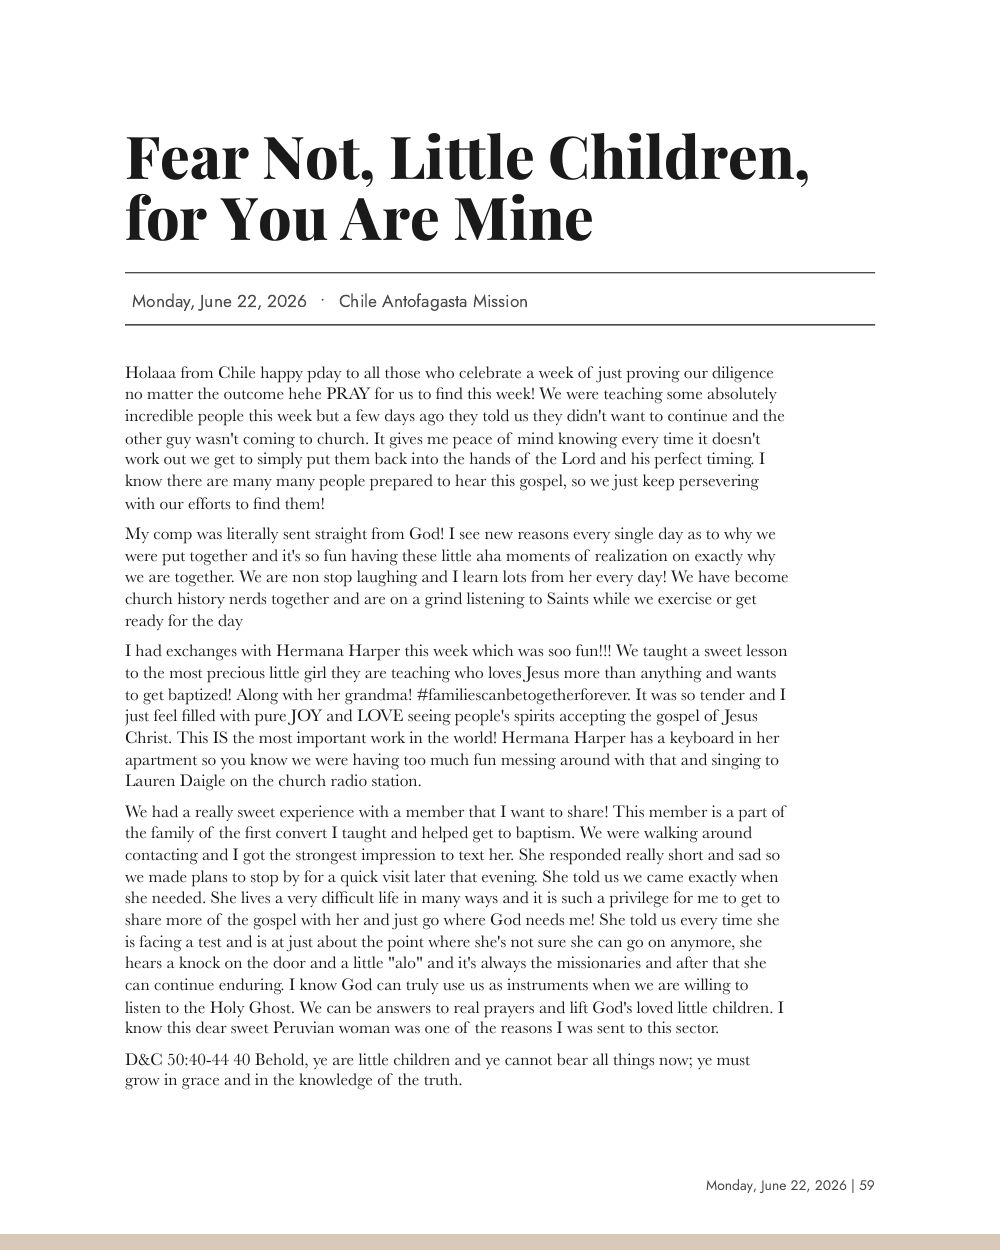 Fear Not, Little Children,
for You Are Mine
Monday, June 22, 2026 · Chile Antofagasta Mission
Holaaa from Chile happy pday to all those who celebrate a week of just proving our diligence
no matter the outcome hehe PRAY for us to find this week! We were teaching some absolutely
incredible people this week but a few days ago they told us they didn't want to continue and the
other guy wasn't coming to church. It gives me peace of mind knowing every time it doesn't
work out we get to simply put them back into the hands of the Lord and his perfect timing. I
know there are many many people prepared to hear this gospel, so we just keep persevering
with our efforts to find them!
My comp was literally sent straight from God! I see new reasons every single day as to why we
were put together and it's so fun having these little aha moments of realization on exactly why
we are together. We are non stop laughing and I learn lots from her every day! We have become
church history nerds together and are on a grind listening to Saints while we exercise or get
ready for the day
I had exchanges with Hermana Harper this week which was soo fun!!! We taught a sweet lesson
to the most precious little girl they are teaching who loves Jesus more than anything and wants
to get baptized! Along with her grandma! #familiescanbetogetherforever. It was so tender and I
just feel filled with pure JOY and LOVE seeing people's spirits accepting the gospel of Jesus
Christ. This IS the most important work in the world! Hermana Harper has a keyboard in her
apartment so you know we were having too much fun messing around with that and singing to
Lauren Daigle on the church radio station.
We had a really sweet experience with a member that I want to share! This member is a part of
the family of the first convert I taught and helped get to baptism. We were walking around
contacting and I got the strongest impression to text her. She responded really short and sad so
we made plans to stop by for a quick visit later that evening. She told us we came exactly when
she needed. She lives a very difficult life in many ways and it is such a privilege for me to get to
share more of the gospel with her and just go where God needs me! She told us every time she
is facing a test and is at just about the point where she's not sure she can go on anymore, she
hears a knock on the door and a little "alo" and it's always the missionaries and after that she
can continue enduring. I know God can truly use us as instruments when we are willing to
listen to the Holy Ghost. We can be answers to real prayers and lift God's loved little children. I
know this dear sweet Peruvian woman was one of the reasons I was sent to this sector.
D&C 50:40-44 40 Behold, ye are little children and ye cannot bear all things now; ye must
grow in grace and in the knowledge of the truth.
Monday, June 22, 2026 | 59